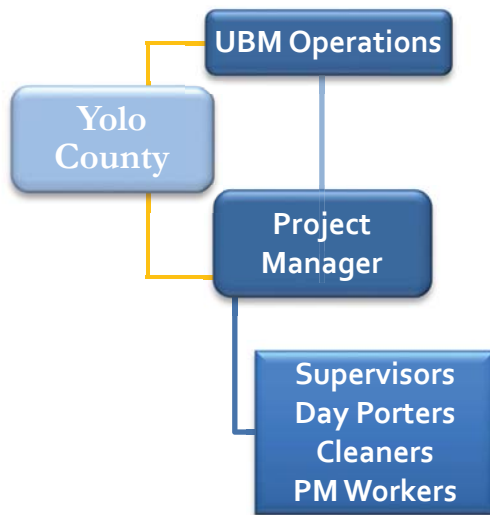 UBM Operations
Yolo
County
Project
Manager
Supervisors
Day Porters
Cleaners
PM Workers